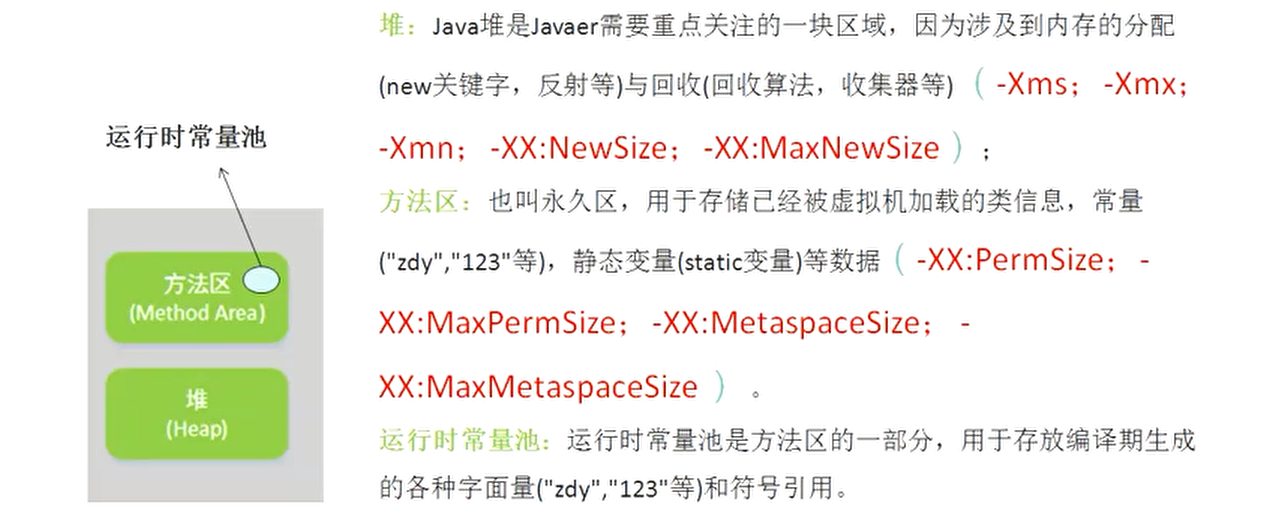 运行时常量池
方法区
(Method Area)
堆
(Heap)
堆：Java堆是Javaer需要重点关注的一块区域，因为涉及到内存的分配
(new关键字，反射等)与回收(回收算法，收集器等)（-Xms；-Xmx；
-Xmn；-XX:NewSize；-XX:MaxNewSize）；
方法区：也叫永久区，用于存储已经被虚拟机加载的类信息，常量
("zdy","123"等)，静态变量(static变量)等数据（-XX:PermSize；-
XX:MaxPermSize；-XX:MetaspaceSize；-
XX:MaxMetaspaceSize）。
运行时常量池：运行时常量池是方法区的一部分，用于存放编译期生成
的各种字面量("zdy","123"等)和符号引用。